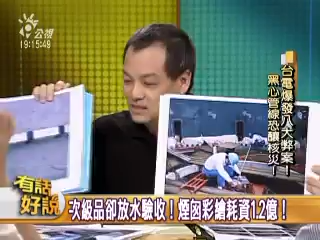 公視
19:15:49
台電爆發八大弊案!
黑心管線恐釀核災!
有話好說
次級品卻放水驗收!煙囪彩繪耗資1.2億!